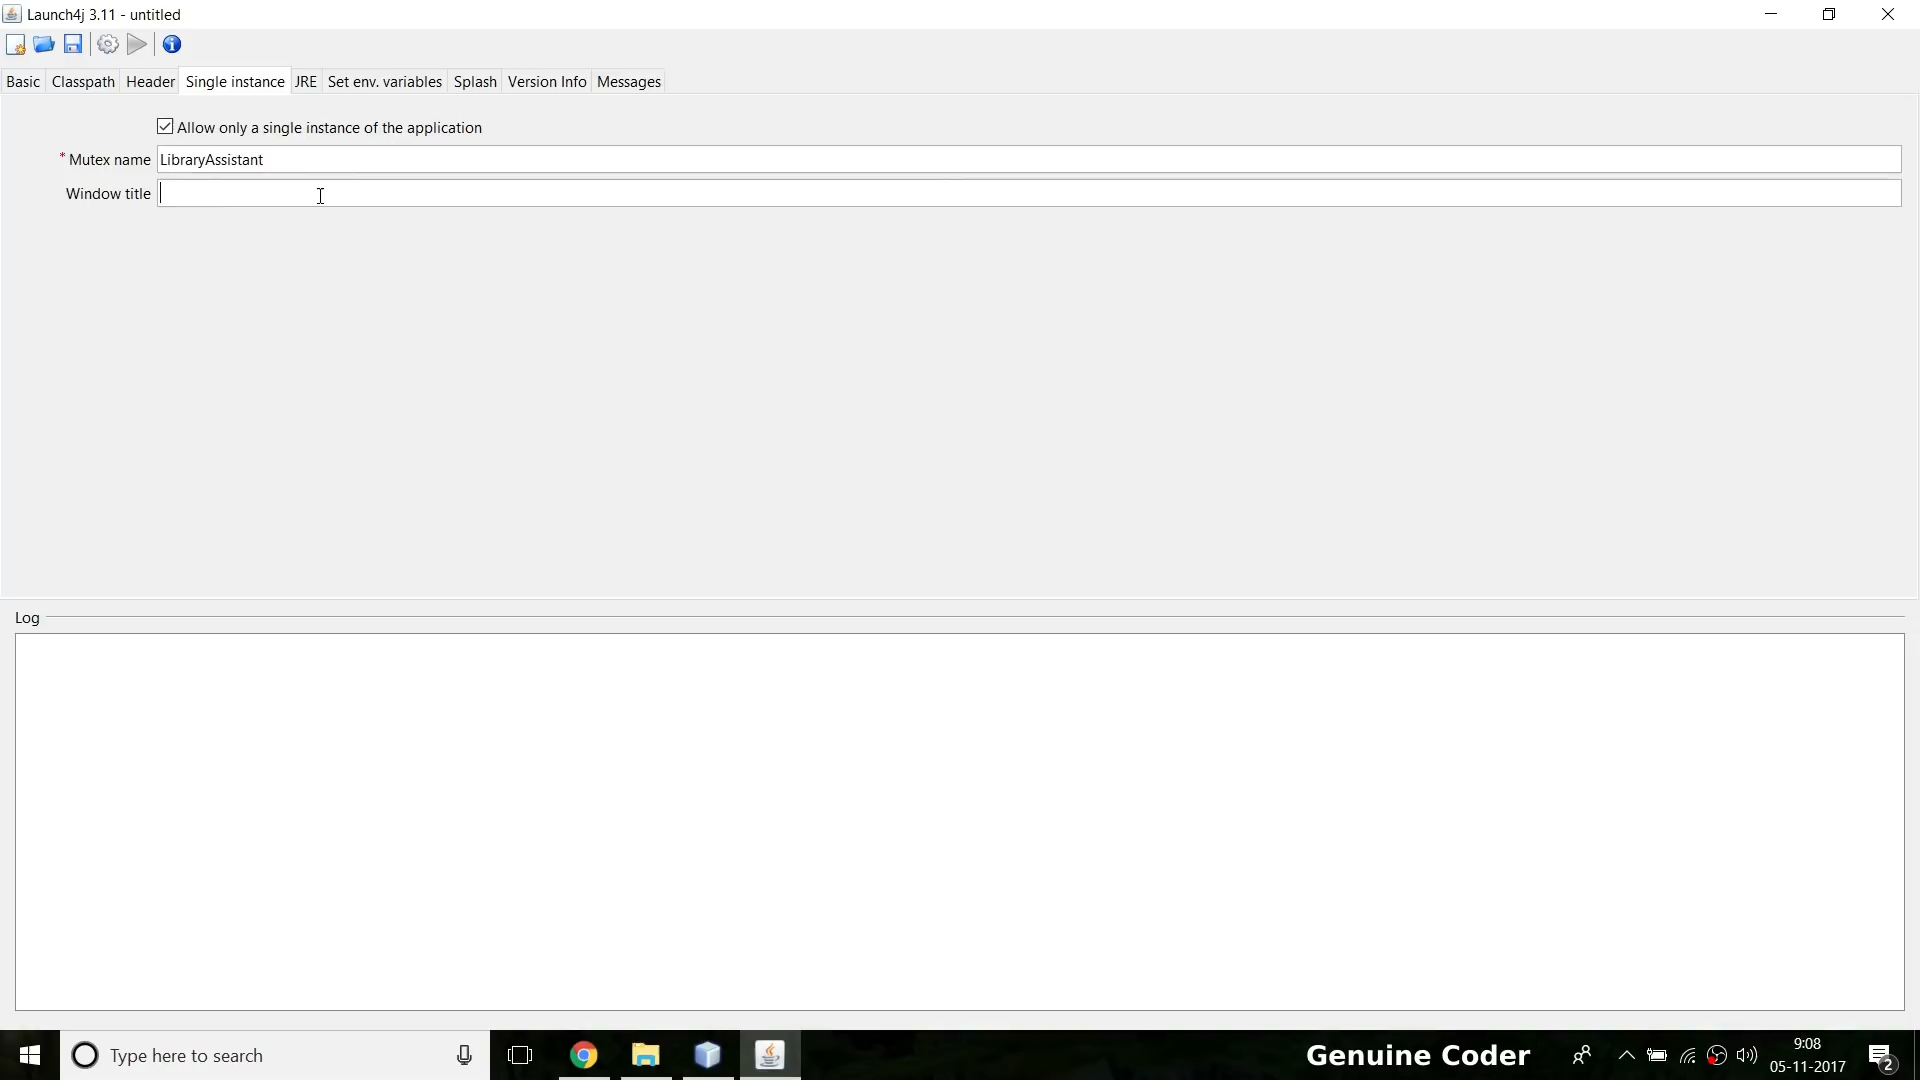 Launch4j 3.11 - untitled
Basic Classpath Header Single instance JRE Set env. variables Splash Version Info Messages
Allow only a single instance of the application
* Mutex name LibraryAssistant
Window title
Log
Type here to search
Genuine Coder
9:08
05-11-2017
2